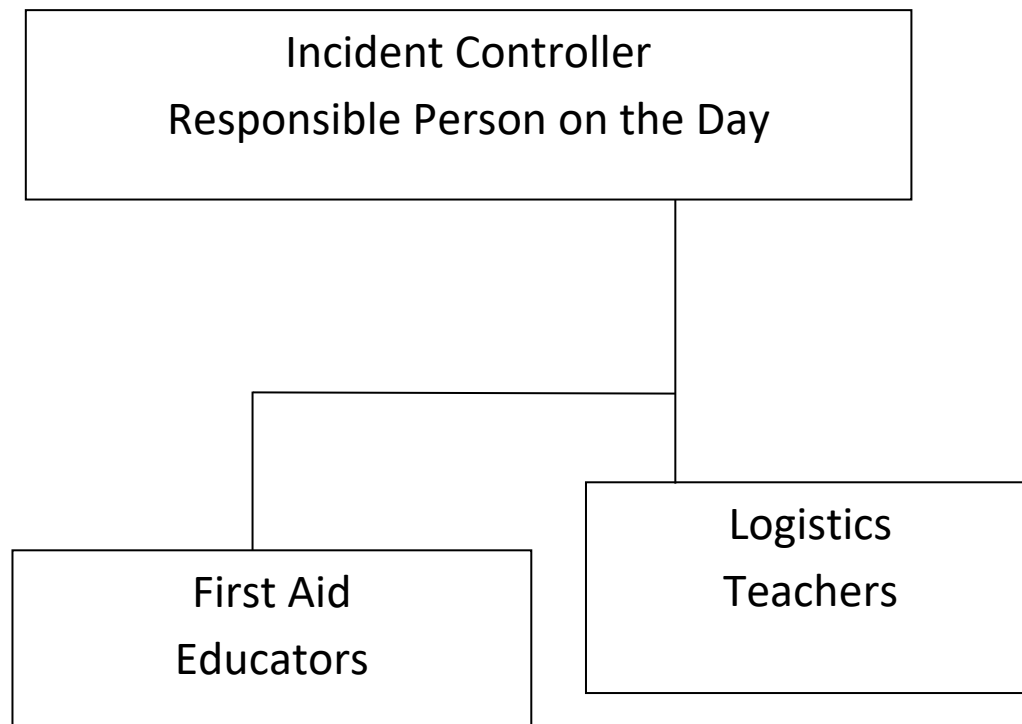 Incident Controller
Responsible Person on the Day
Logistics
Teachers
First Aid
Educators